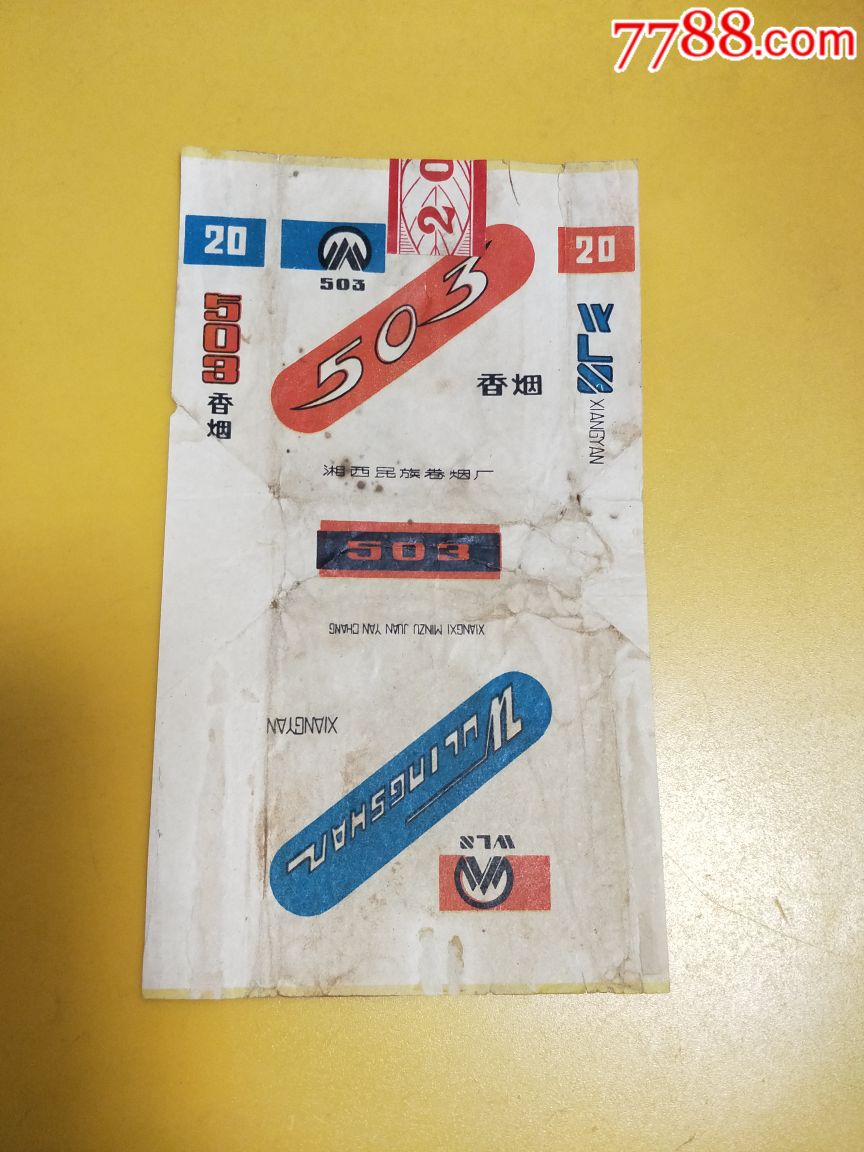 7788.com
20
20
503
20
503
503
香烟
503
香烟
WLS
XIANGYAN
湘西民族卷烟厂
503
XIANGXI MINZU JUAN YAN CHANG
XIANGYAN
WULINGSHAN
WLS